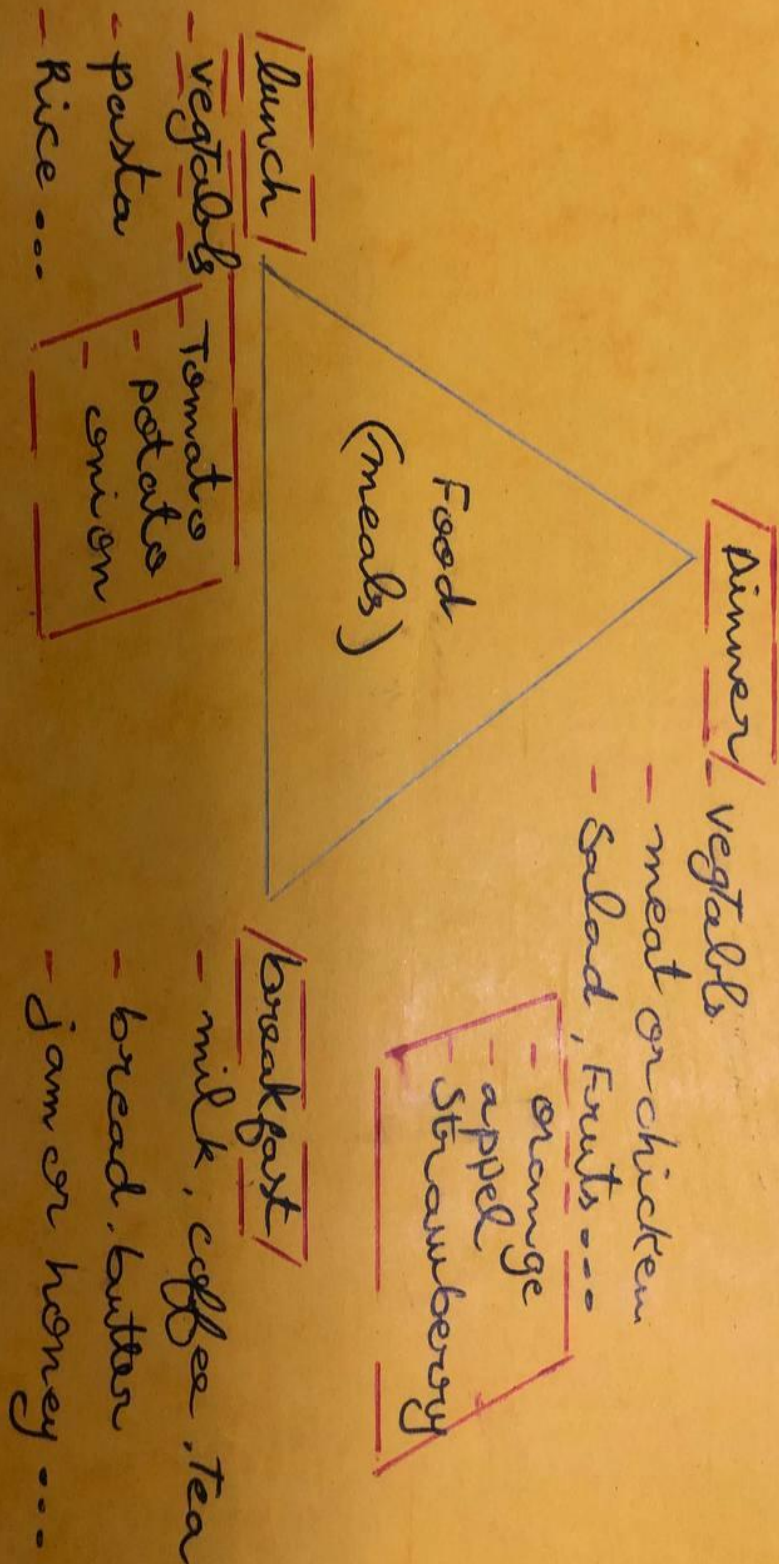 Dinner
- vegtabls
- meat or chicken
- Salad, Fruts...
- orange
- appel
- Strawberry
Food
(meals)
lunch
- vegtabls
- pasta
- Rice...
- Tomato
- potato
- onion
breakfast
- milk, coffee, Tea
- bread, butter
- jam or honey...